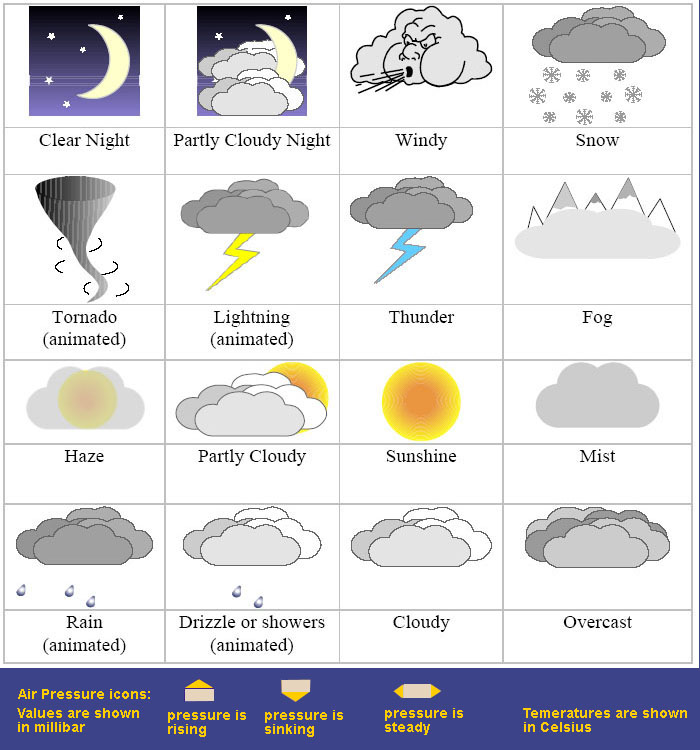 Clear Night
Partly Cloudy Night
Windy
Snow
Tornado
(animated)
Lightning
(animated)
Thunder
Fog
Haze
Partly Cloudy
Sunshine
Mist
Rain
(animated)
Drizzle or showers
(animated)
Cloudy
Overcast
Air Pressure icons:
Values are shown
in millibar
pressure is
rising
pressure is
sinking
pressure is
steady
Temeratures are shown
in Celsius